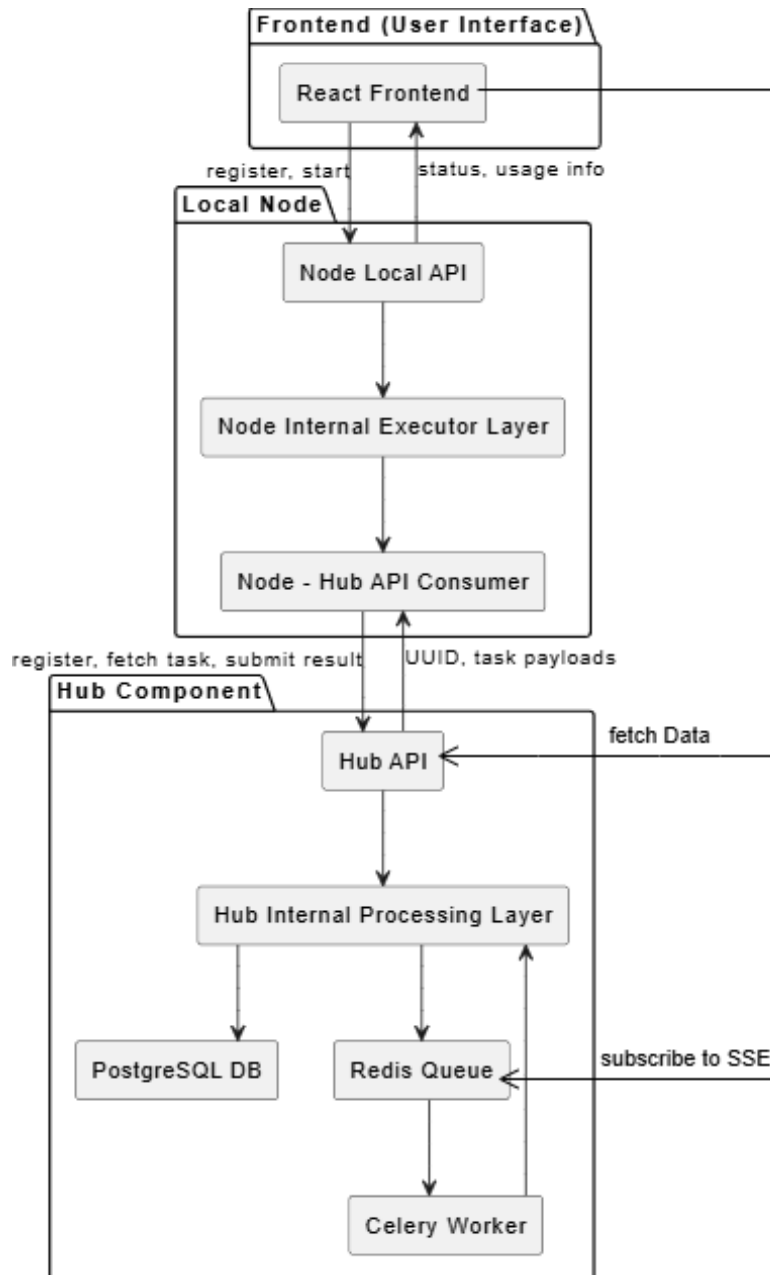 Frontend (User Interface)
React Frontend
register, start
status, usage info
Local Node
Node Local API
Node Internal Executor Layer
Node - Hub API Consumer
register, fetch task, submit result
UUID, task payloads
Hub Component
fetch Data
Hub API
Hub Internal Processing Layer
PostgreSQL DB
Redis Queue
subscribe to SSE
Celery Worker